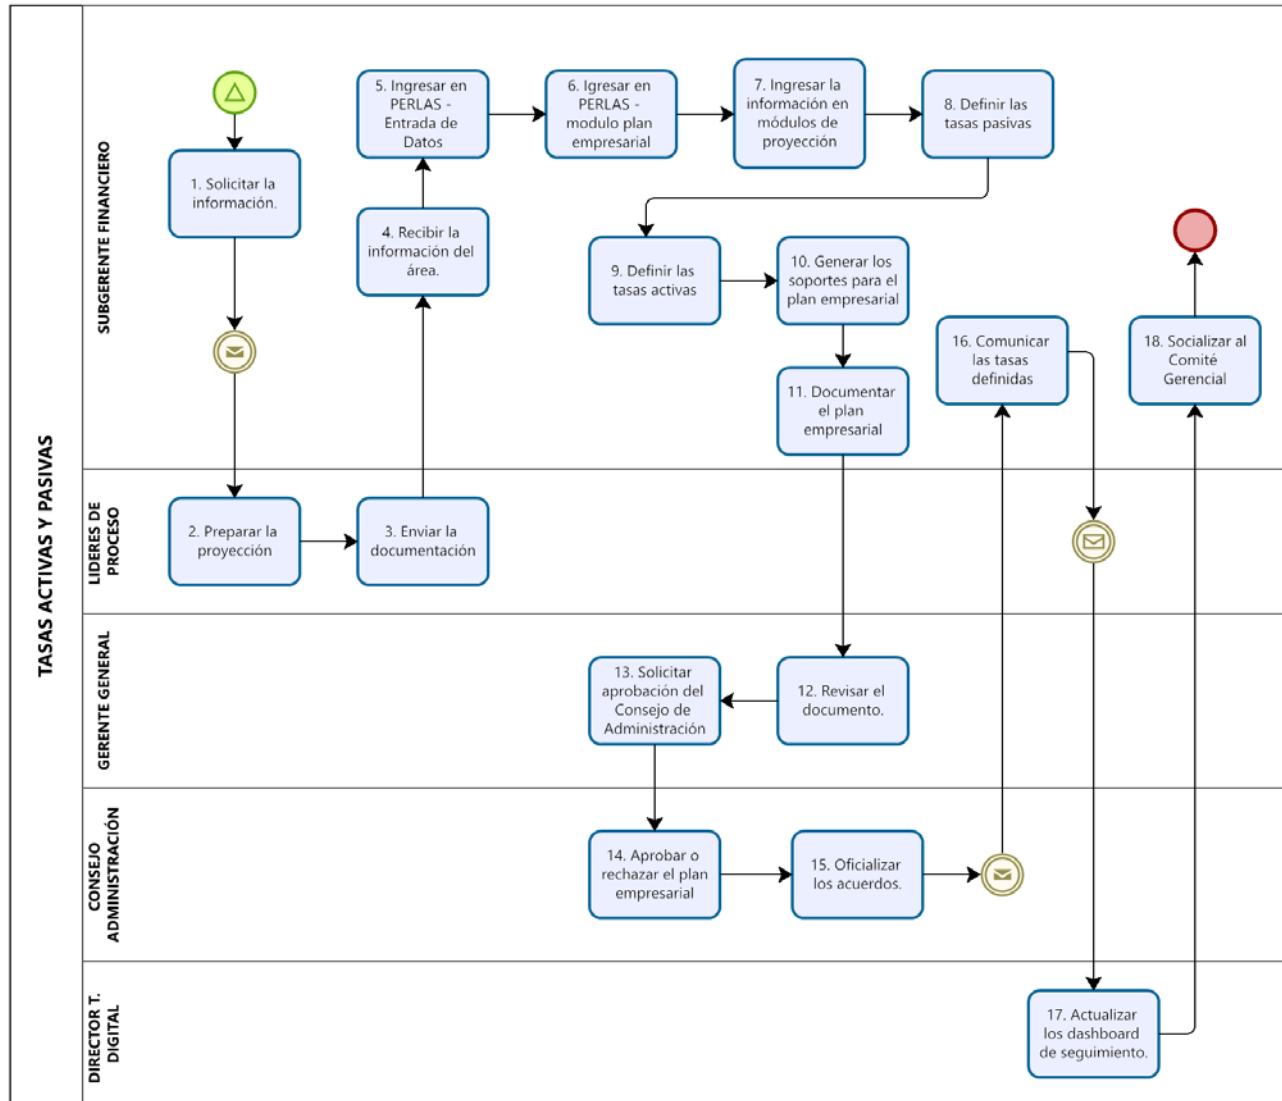 TASAS ACTIVAS Y PASIVAS
SUBGERENTE FINANCIERO
1. Solicitar la
información.
5. Ingresar en
PERLAS -
Entrada de
Datos
6. Igresar en
PERLAS -
modulo plan
empresarial
7. Ingresar la
información en
módulos de
proyección
8. Definir las
tasas pasivas
4. Recibir la
información del
área.
9. Definir las
tasas activas
10. Generar los
soportes para el
plan empresarial
11. Documentar
el plan
empresarial
16. Comunicar
las tasas
definidas
18. Socializar al
Comité
Gerencial
LIDERES DE
PROCESO
2. Preparar la
proyección
3. Enviar la
documentación
GERENTE GENERAL
13. Solicitar
aprobación del
Consejo de
Administración
12. Revisar el
documento.
CONSEJO
ADMINISTRACIÓN
14. Aprobar o
rechazar el plan
empresarial
15. Oficializar
los acuerdos.
DIRECTOR T.
DIGITAL
17. Actualizar
los dashboard
de seguimiento.